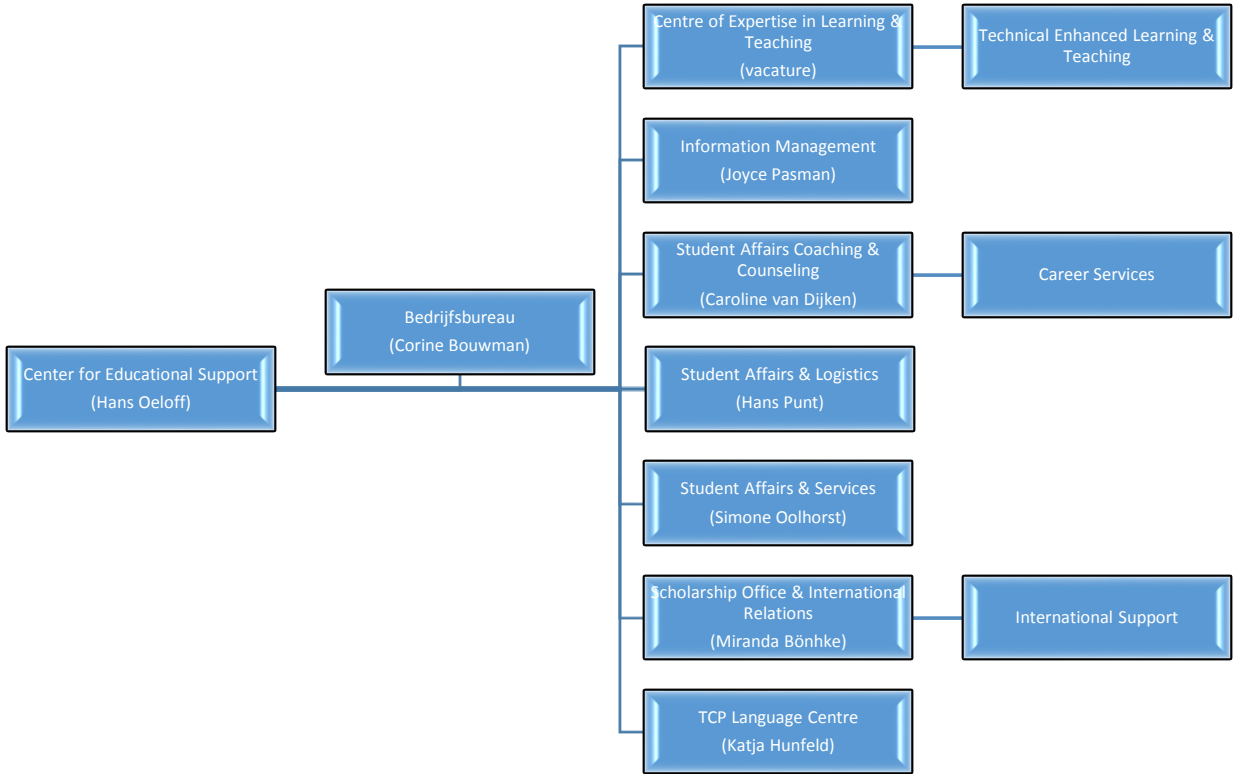 Centre of Expertise in Learning &
Teaching
(vacature)
Technical Enhanced Learning &
Teaching
Information Management
(Joyce Pasman)
Student Affairs Coaching &
Counseling
(Caroline van Dijken)
Career Services
Bedrijfsbureau
(Corine Bouwman)
Center for Educational Support
(Hans Oeloff)
Student Affairs & Logistics
(Hans Punt)
Student Affairs & Services
(Simone Oolhorst)
Scholarship Office & International
Relations
(Miranda Bönhke)
International Support
TCP Language Centre
(Katja Hunfeld)